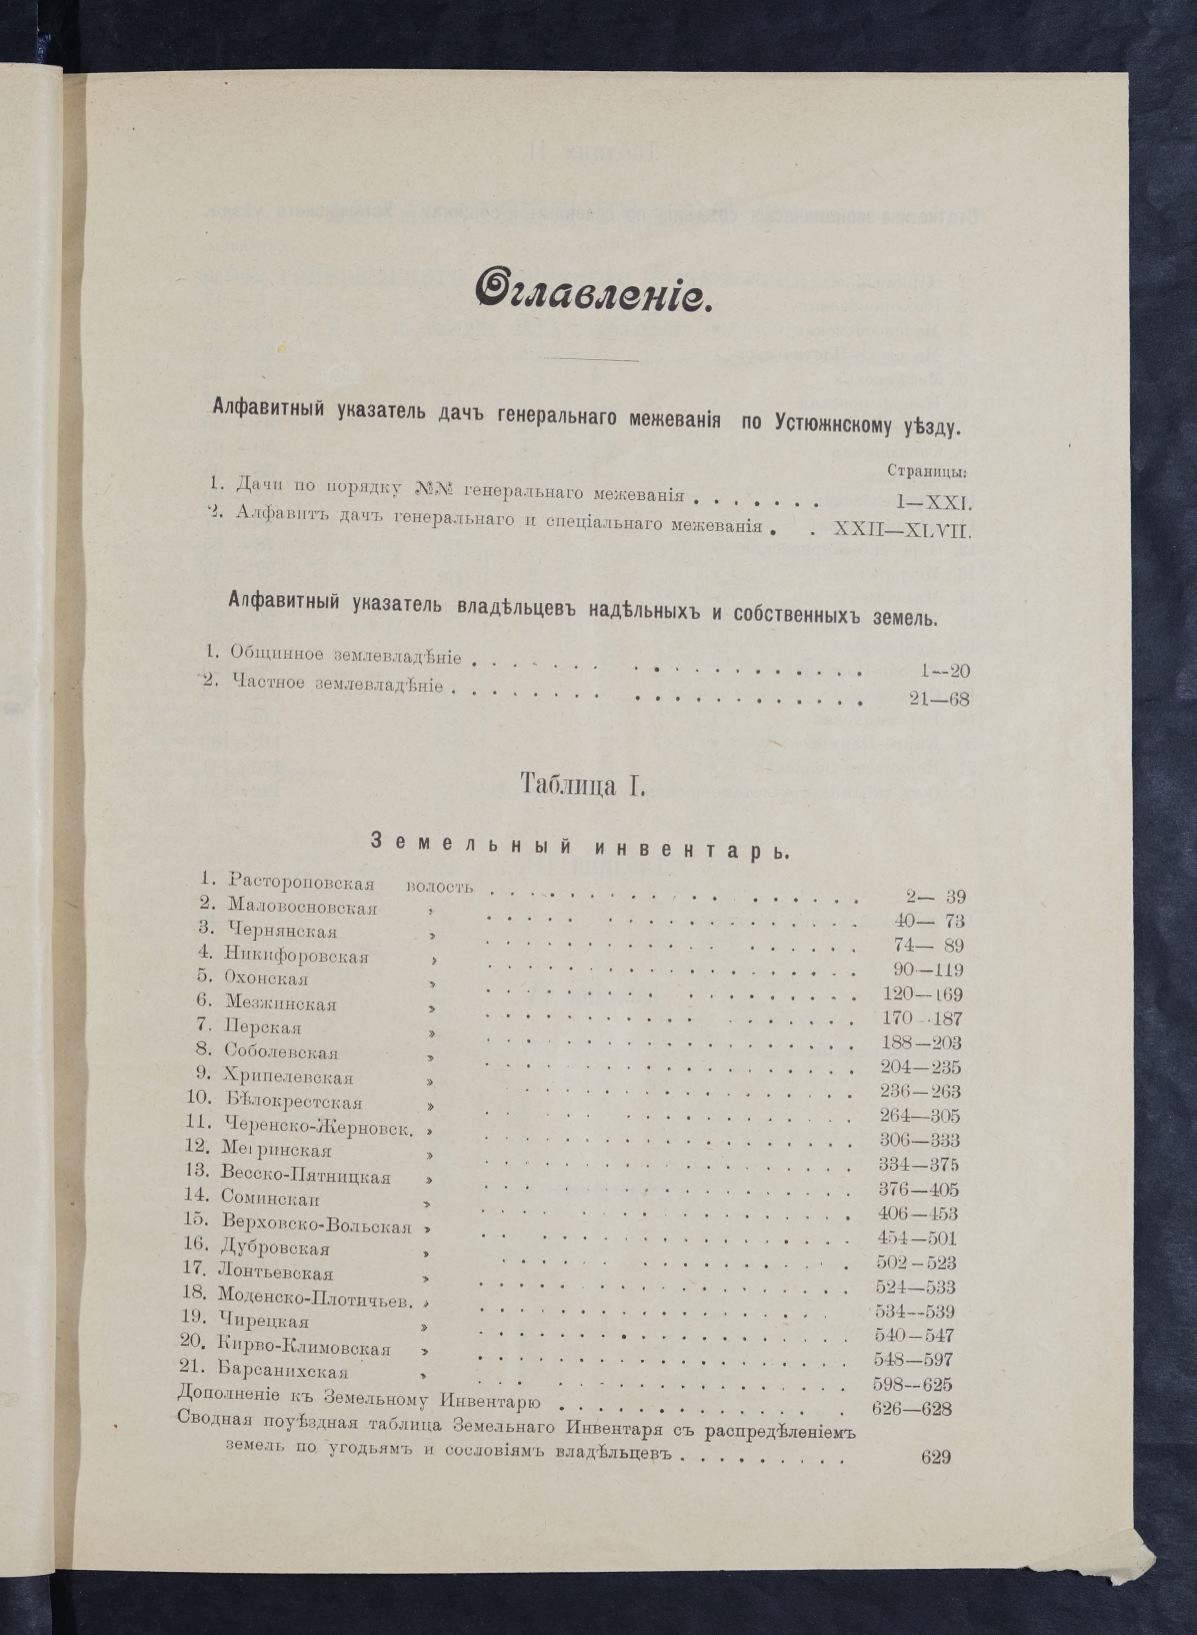 Оглавленіе.
Алфавитный указатель дачъ генеральнаго межеванія по Устюжнскому уѣзду.
Страницы:
1. Дачи по порядку №№ генеральнаго межеванія . . . . . . . 1—XXI.
2. Алфавитъ дачъ генеральнаго и спеціальнаго межеванія . . XXII—XLVII.
Алфавитный указатель владѣльцевъ надѣльныхъ и собственныхъ земель.
1. Общинное землевладѣніе . . . . . . . . . . . . . . . . . . 1--20
2. Частное землевладѣніе . . . . . . . . . . . . . . . . . . . 21—68
Таблица I.
Земельный инвентарь.
1. Растороповская волость . . . . . . . . . . . . . . . . 2— 39
2. Маловосновская „ . . . . . . . . . . . . . . . . 40— 73
3. Чернянская „ . . . . . . . . . . . . . . . . 74— 89
4. Никифоровская „ . . . . . . . . . . . . . . . . 90—119
5. Охонская „ . . . . . . . . . . . . . . . . 120—169
6. Мезжинская „ . . . . . . . . . . . . . . . . 170—187
7. Перская „ . . . . . . . . . . . . . . . . 188—203
8. Соболевская „ . . . . . . . . . . . . . . . . 204—235
9. Хрипелевская „ . . . . . . . . . . . . . . . . 236—263
10. Бѣлокрестская „ . . . . . . . . . . . . . . . . 264—305
11. Черенско-Жерновск. „ . . . . . . . . . . . . . . . . 306—333
12. Мегринская „ . . . . . . . . . . . . . . . . 334—375
13. Весско-Пятницкая „ . . . . . . . . . . . . . . . . 376—405
14. Соминская „ . . . . . . . . . . . . . . . . 406—453
15. Верховско-Вольская „ . . . . . . . . . . . . . . . . 454—501
16. Дубровская „ . . . . . . . . . . . . . . . . 502—523
17. Лонтьевская „ . . . . . . . . . . . . . . . . 524—533
18. Моденско-Плотичьев. „ . . . . . . . . . . . . . . . . 534--539
19. Чирецкая „ . . . . . . . . . . . . . . . . 540—547
20. Кирво-Климовская „ . . . . . . . . . . . . . . . . 548—597
21. Барсанихская „ . . . . . . . . . . . . . . . . 598--625
Дополненіе къ Земельному Инвентарю . . . . . . . . . . . . 626—628
Сводная поуѣздная таблица Земельнаго Инвентаря съ распредѣленіемъ
земель по угодьямъ и сословіямъ владѣльцевъ . . . . . . . . . 629